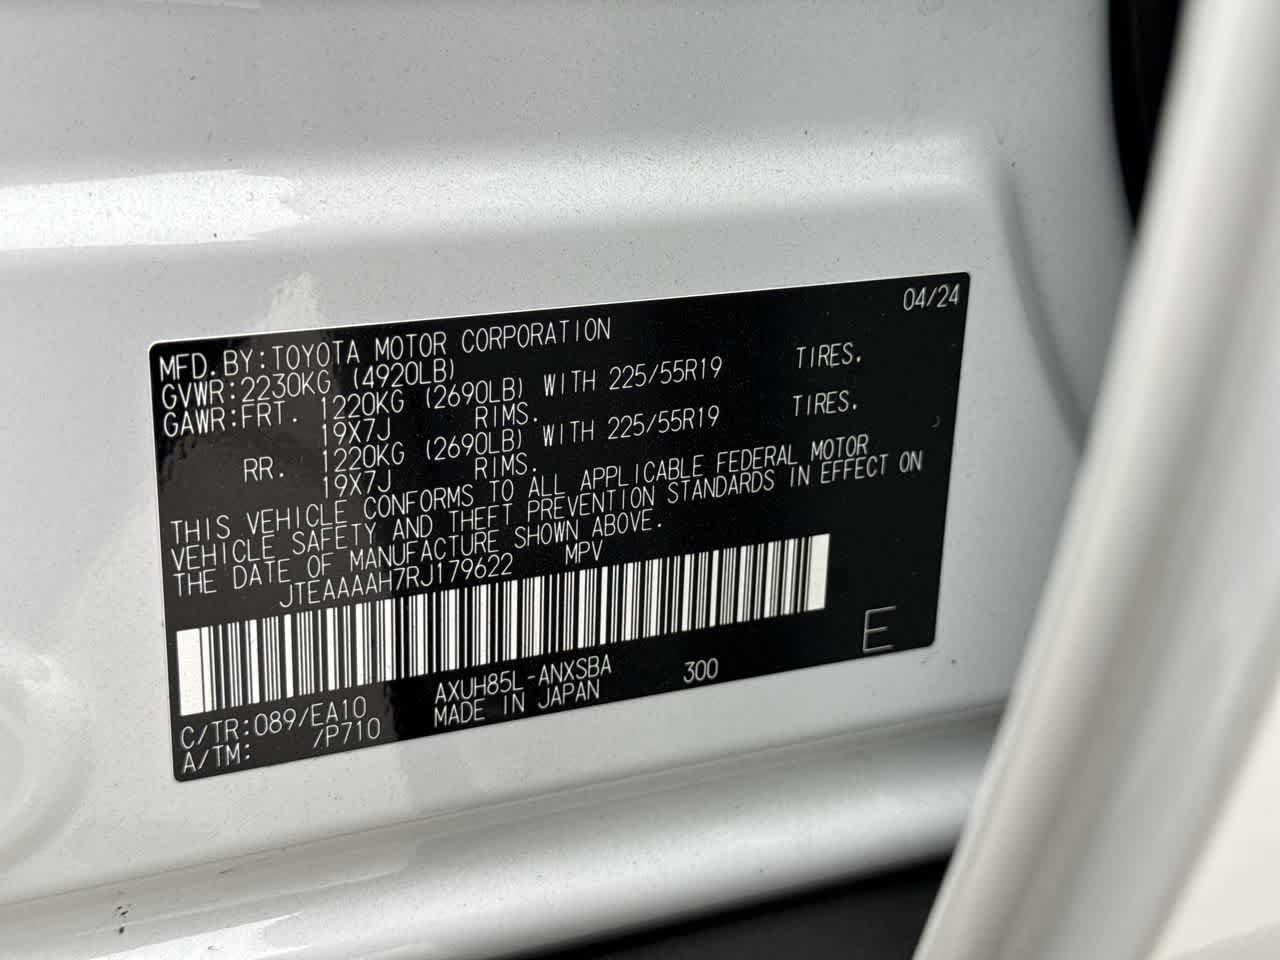 04/24
MFD. BY: TOYOTA MOTOR CORPORATION
GVWR: 2230KG (4920LB)
GAWR: FRT. 1220KG (2690LB) WITH 225/55R19 TIRES.
19X7J RIMS.
RR. 1220KG (2690LB) WITH 225/55R19 TIRES.
19X7J RIMS.
THIS VEHICLE CONFORMS TO ALL APPLICABLE FEDERAL MOTOR
VEHICLE SAFETY AND THEFT PREVENTION STANDARDS IN EFFECT ON
THE DATE OF MANUFACTURE SHOWN ABOVE.
JTEAAAAH7RJ179622 MPV
E
C/TR: 089/EA10 AXUH85L-ANXSBA 300
A/TM: /P710 MADE IN JAPAN